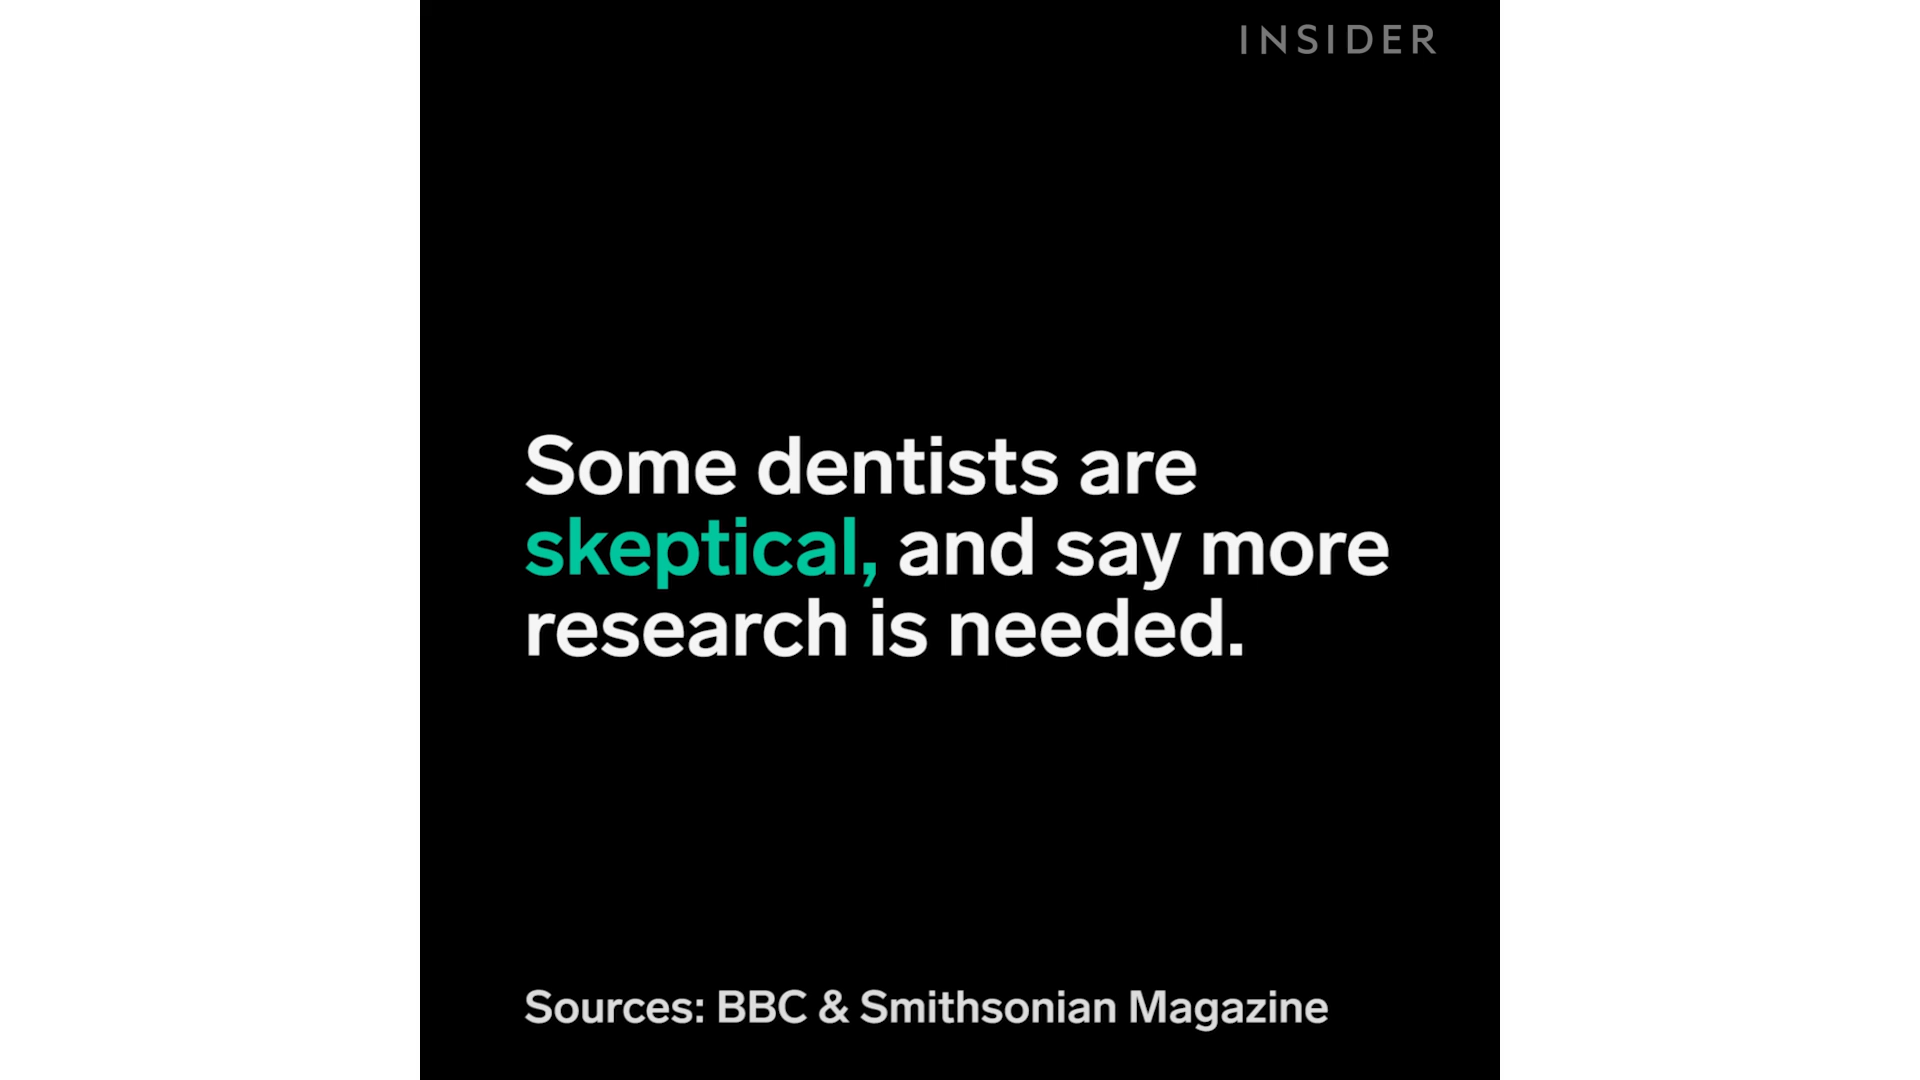 INSIDER
Some dentists are
skeptical, and say more
research is needed.
Sources: BBC & Smithsonian Magazine